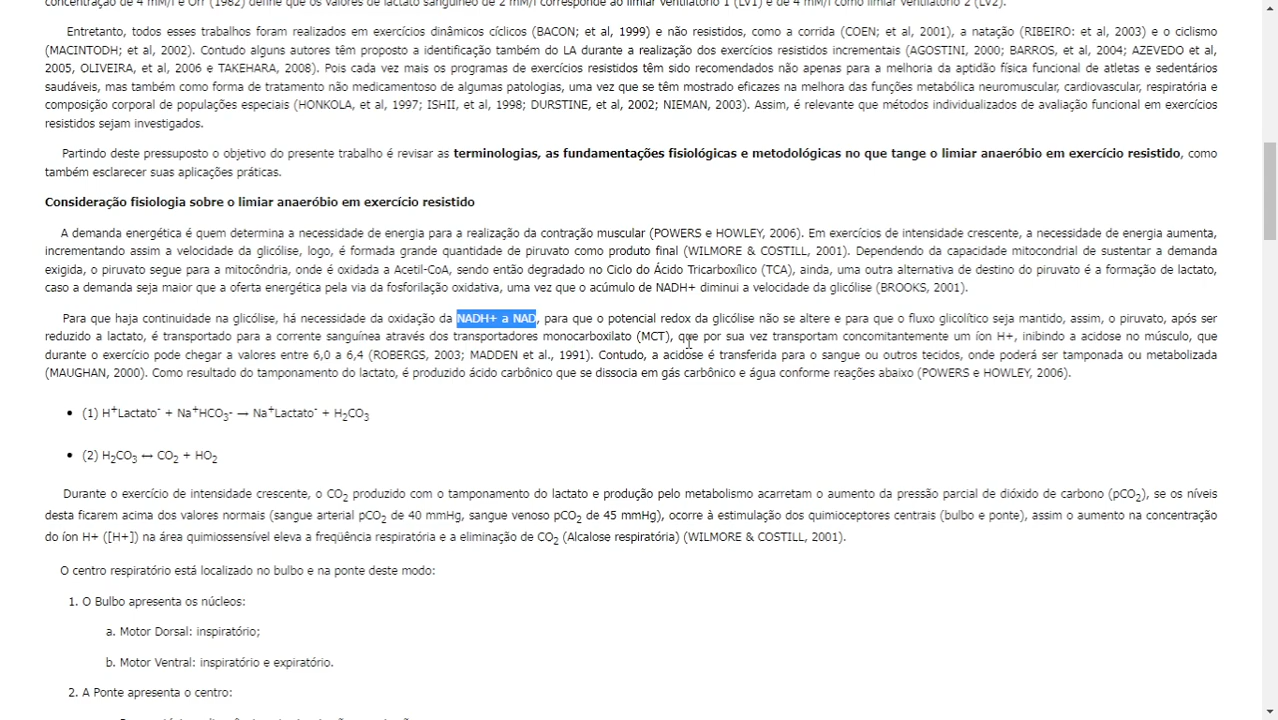 concentração de 4 mM/l e Orr (1982) define que os valores de lactato sanguíneo de 2 mM/l corresponde ao limiar ventilatório 1 (LV1) e de 4 mM/l como limiar ventilatório 2 (LV2).
Entretanto, todos esses trabalhos foram realizados em exercícios dinâmicos cíclicos (BACON; et al, 1999) e não resistidos, como a corrida (COEN; et al, 2001), a natação (RIBEIRO: et al, 2003) e o ciclismo
(MACINTODH; et al, 2002). Contudo alguns autores têm proposto a identificação também do LA durante a realização dos exercícios resistidos incrementais (AGOSTINI, 2000; BARROS, et al, 2004; AZEVEDO et al,
2005, OLIVEIRA, et al, 2006 e TAKEHARA, 2008). Pois cada vez mais os programas de exercícios resistidos têm sido recomendados não apenas para a melhoria da aptidão física funcional de atletas e sedentários
saudáveis, mas também como forma de tratamento não medicamentoso de algumas patologias, uma vez que se têm mostrado eficazes na melhora das funções metabólica neuromuscular, cardiovascular, respiratória e
composição corporal de populações especiais (HONKOLA, et al, 1997; ISHII, et al, 1998; DURSTINE, et al, 2002; NIEMAN, 2003). Assim, é relevante que métodos individualizados de avaliação funcional em exercícios
resistidos sejam investigados.
Partindo deste pressuposto o objetivo do presente trabalho é revisar as terminologias, as fundamentações fisiológicas e metodológicas no que tange o limiar anaeróbio em exercício resistido, como
também esclarecer suas aplicações práticas.
Consideração fisiologia sobre o limiar anaeróbio em exercício resistido
A demanda energética é quem determina a necessidade de energia para a realização da contração muscular (POWERS e HOWLEY, 2006). Em exercícios de intensidade crescente, a necessidade de energia aumenta,
incrementando assim a velocidade da glicólise, logo, é formada grande quantidade de piruvato como produto final (WILMORE & COSTILL, 2001). Dependendo da capacidade mitocondrial de sustentar a demanda
exigida, o piruvato segue para a mitocôndria, onde é oxidada a Acetil-CoA, sendo então degradado no Ciclo do Ácido Tricarboxílico (TCA), ainda, uma outra alternativa de destino do piruvato é a formação de lactato,
caso a demanda seja maior que a oferta energética pela via da fosforilação oxidativa, uma vez que o acúmulo de NADH+ diminui a velocidade da glicólise (BROOKS, 2001).
Para que haja continuidade na glicólise, há necessidade da oxidação da NADH+ a NAD, para que o potencial redox da glicólise não se altere e para que o fluxo glicolítico seja mantido, assim, o piruvato, após ser
reduzido a lactato, é transportado para a corrente sanguínea através dos transportadores monocarboxilato (MCT), que por sua vez transportam concomitantemente um íon H+, inibindo a acidose no músculo, que
durante o exercício pode chegar a valores entre 6,0 a 6,4 (ROBERGS, 2003; MADDEN et al., 1991). Contudo, a acidose é transferida para o sangue ou outros tecidos, onde poderá ser tamponada ou metabolizada
(MAUGHAN, 2000). Como resultado do tamponamento do lactato, é produzido ácido carbônico que se dissocia em gás carbônico e água conforme reações abaixo (POWERS e HOWLEY, 2006).
• (1) H⁺Lactato⁻ + Na⁺HCO₃- → Na⁺Lactato⁻ + H₂CO₃
• (2) H₂CO₃ ↔ CO₂ + HO₂
Durante o exercício de intensidade crescente, o CO₂ produzido com o tamponamento do lactato e produção pelo metabolismo acarretam o aumento da pressão parcial de dióxido de carbono (pCO₂), se os níveis
desta ficarem acima dos valores normais (sangue arterial pCO₂ de 40 mmHg, sangue venoso pCO₂ de 45 mmHg), ocorre à estimulação dos quimioceptores centrais (bulbo e ponte), assim o aumento na concentração
do íon H+ ([H+]) na área quimiossensível eleva a freqüência respiratória e a eliminação de CO₂ (Alcalose respiratória) (WILMORE & COSTILL, 2001).
O centro respiratório está localizado no bulbo e na ponte deste modo:
1. O Bulbo apresenta os núcleos:
a. Motor Dorsal: inspiratório;
b. Motor Ventral: inspiratório e expiratório.
2. A Ponte apresenta o centro: